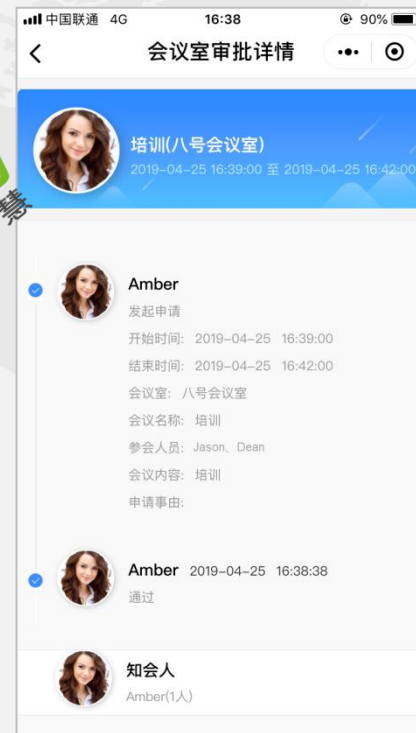 中国联通 4G 16:38 90%
会议室审批详情
培训(八号会议室)
2019-04-25 16:39:00 至 2019-04-25 16:42:00
慧
Amber
发起申请
开始时间: 2019-04-25 16:39:00
结束时间: 2019-04-25 16:42:00
会议室: 八号会议室
会议名称: 培训
参会人员: Jason、Dean
会议内容: 培训
申请事由:
Amber 2019-04-25 16:38:38
通过
知会人
Amber(1人)